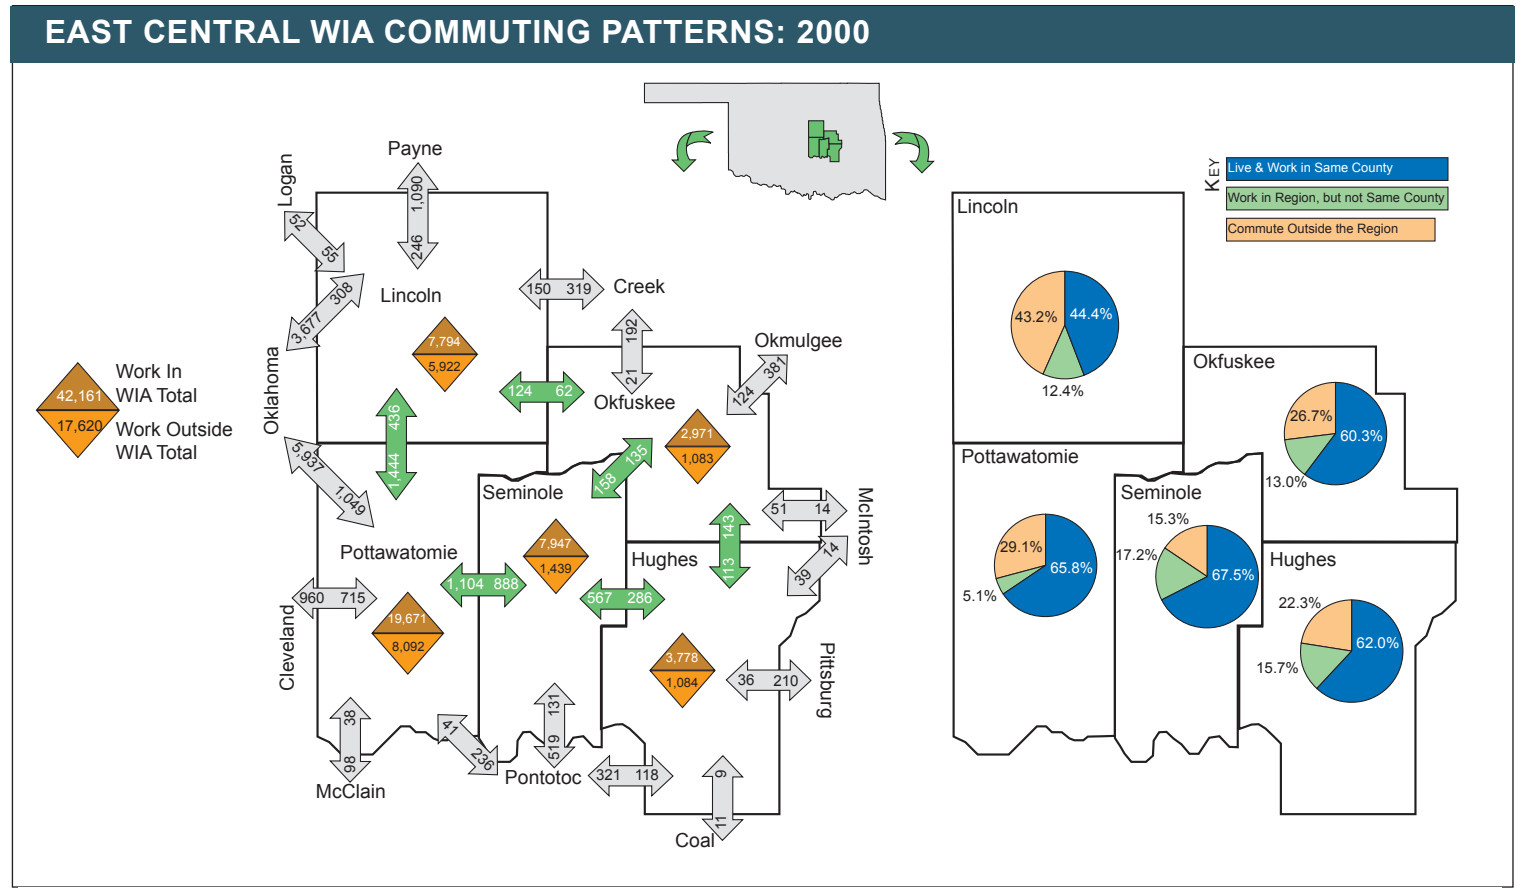 EAST CENTRAL WIA COMMUTING PATTERNS: 2000
Payne
Logan
1,090
246
52
55
308
3,677
Lincoln
150 319
Creek
192
21
Okmulgee
381
124
7,794
5,922
Work In
WIA Total
42,161
17,620
Work Outside
WIA Total
Oklahoma
436
1,444
124 62
Okfuskee
2,971
1,083
5,937
1,049
135
158
Seminole
51 14
McIntosh
143
113
14
39
7,947
1,439
Pottawatomie
Hughes
1,104 888
567 286
960 715
Cleveland
19,671
8,092
3,778
1,084
36 210
Pittsburg
38
98
McClain
41
236
131
519
Pontotoc
321 118
9
11
Coal
KEY
Live & Work in Same County
Work in Region, but not Same County
Commute Outside the Region
Lincoln
43.2%
44.4%
12.4%
Okfuskee
26.7%
60.3%
13.0%
Pottawatomie
29.1%
65.8%
5.1%
Seminole
15.3%
17.2%
67.5%
Hughes
22.3%
62.0%
15.7%